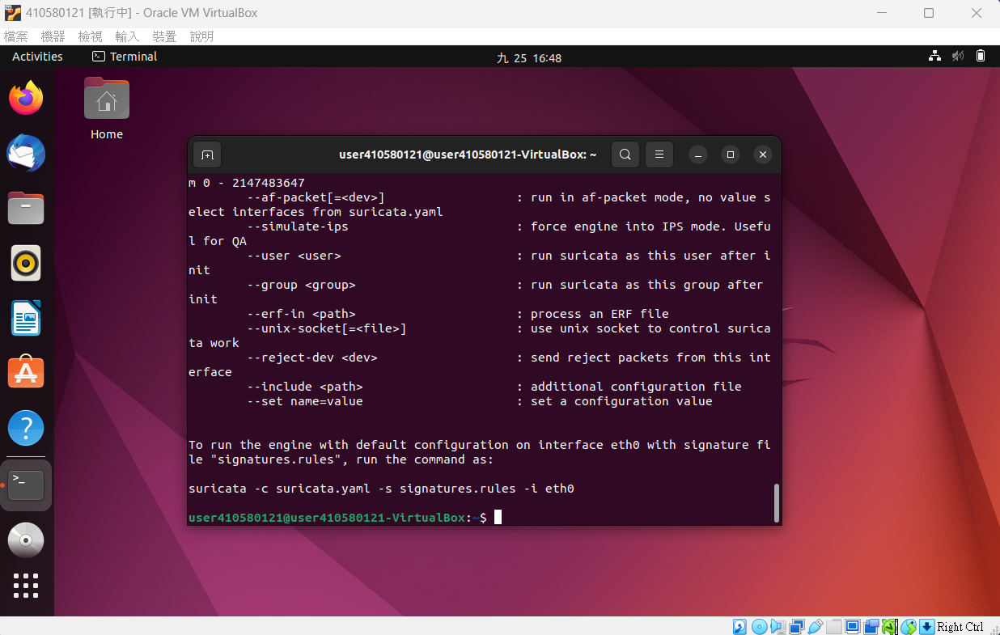 410580121 [執行中] - Oracle VM VirtualBox
檔案 機器 檢視 輸入 裝置 說明
Activities Terminal 九 25 16:48
Home
user410580121@user410580121-VirtualBox: ~
m 0 - 2147483647
--af-packet[=<dev>] : run in af-packet mode, no value s
elect interfaces from suricata.yaml
--simulate-ips : force engine into IPS mode. Usefu
l for QA
--user <user> : run suricata as this user after i
nit
--group <group> : run suricata as this group after
init
--erf-in <path> : process an ERF file
--unix-socket[=<file>] : use unix socket to control surica
ta work
--reject-dev <dev> : send reject packets from this int
erface
--include <path> : additional configuration file
--set name=value : set a configuration value
To run the engine with default configuration on interface eth0 with signature fi
le "signatures.rules", run the command as:
suricata -c suricata.yaml -s signatures.rules -i eth0
user410580121@user410580121-VirtualBox:~$
Right Ctrl